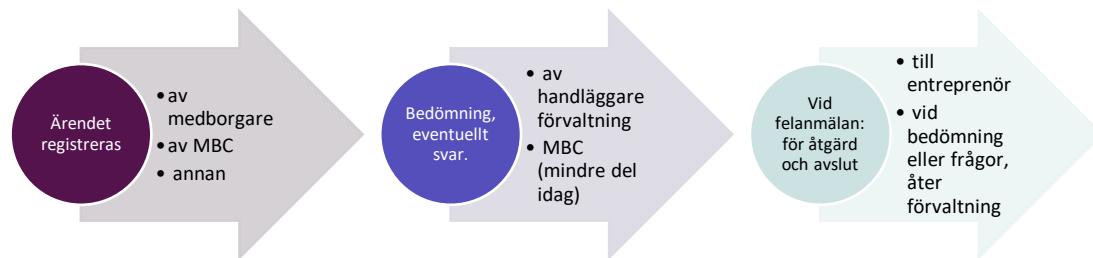 Ärendet
registreras
• av
medborgare
• av MBC
• annan
Bedömning,
eventuellt
svar.
• av
handläggare
förvaltning
• MBC
(mindre del
idag)
Vid
felanmälan:
för åtgärd
och avslut
• till
entreprenör
• vid
bedömning
eller frågor,
åter
förvaltning